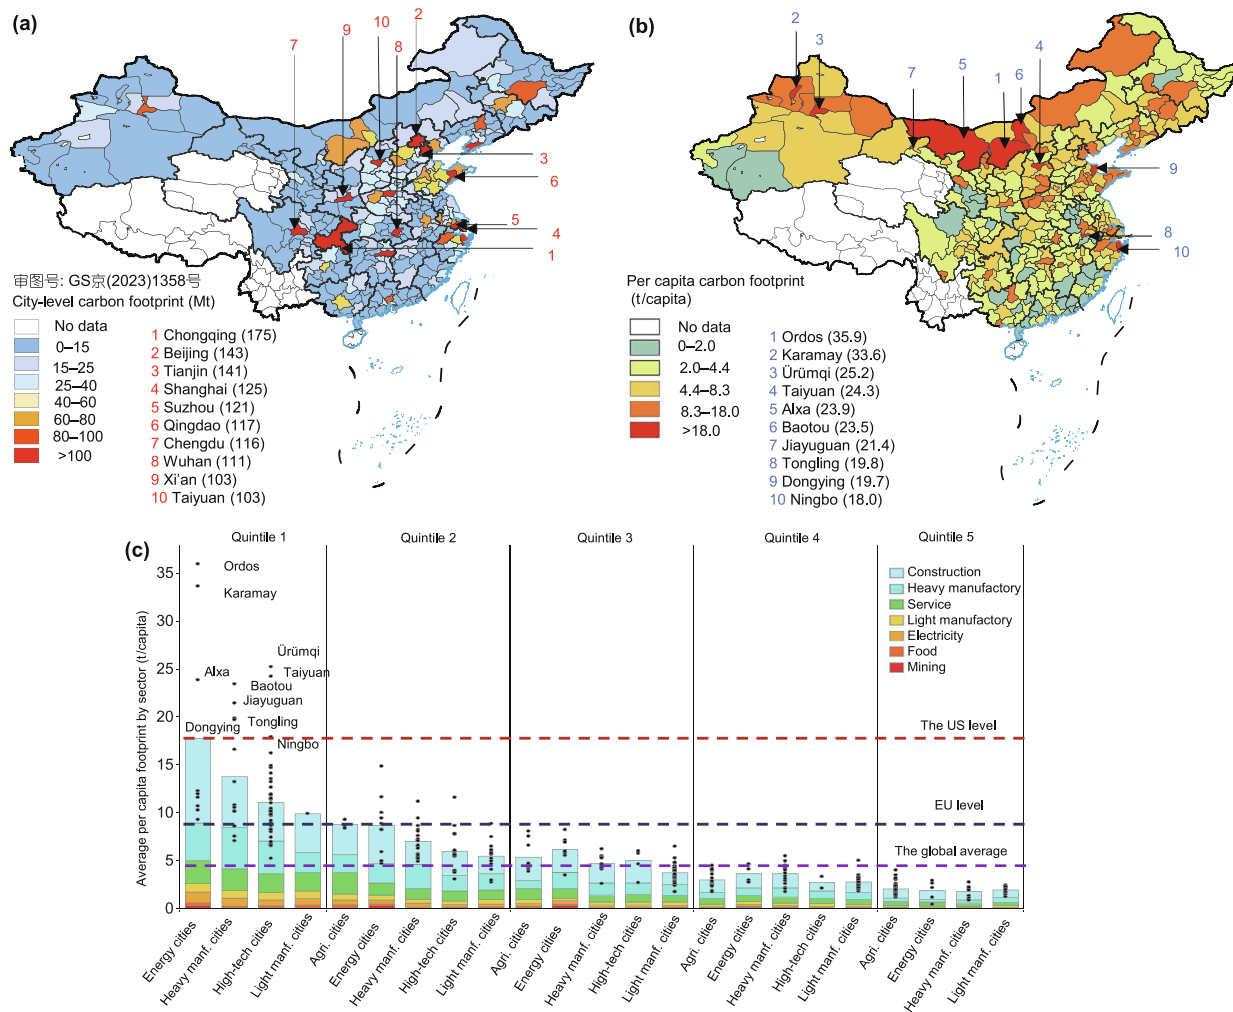 (a)
7
9
10
2
8
3
6
5
4
1
审图号: GS京(2023)1358号
City-level carbon footprint (Mt)
No data
0–15
15–25
25–40
40–60
60–80
80–100
>100
1 Chongqing (175)
2 Beijing (143)
3 Tianjin (141)
4 Shanghai (125)
5 Suzhou (121)
6 Qingdao (117)
7 Chengdu (116)
8 Wuhan (111)
9 Xi'an (103)
10 Taiyuan (103)
(b)
2
3
7
5
1
6
4
9
8
10
Per capita carbon footprint
(t/capita)
No data
0–2.0
2.0–4.4
4.4–8.3
8.3–18.0
>18.0
1 Ordos (35.9)
2 Karamay (33.6)
3 Ürümqi (25.2)
4 Taiyuan (24.3)
5 Alxa (23.9)
6 Baotou (23.5)
7 Jiayuguan (21.4)
8 Tongling (19.8)
9 Dongying (19.7)
10 Ningbo (18.0)
(c)
Quintile 1
Quintile 2
Quintile 3
Quintile 4
Quintile 5
Average per capita footprint by sector (t/capita)
35
30
25
20
15
10
5
0
Ordos
Karamay
Ürümqi
Alxa
Taiyuan
Baotou
Jiayuguan
Tongling
Dongying
Ningbo
Construction
Heavy manufactory
Service
Light manufactory
Electricity
Food
Mining
The US level
EU level
The global average
Energy cities
Heavy manf. cities
High-tech cities
Light manuf. cities
Agri. cities
Energy cities
Heavy manuf. cities
High-tech cities
Light manuf. cities
Agri. cities
Energy cities
Heavy manuf. cities
High-tech cities
Light manuf. cities
Agri. cities
Energy cities
Heavy manuf. cities
High-tech cities
Light manuf. cities
Agri. cities
Energy cities
Heavy manuf. cities
Light manuf. cities